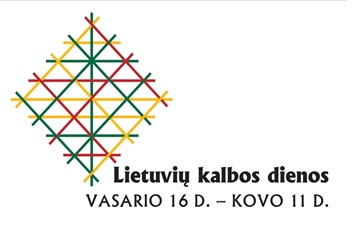 Lietuvių kalbos dienos
VASARIO 16 D. – KOVO 11 D.